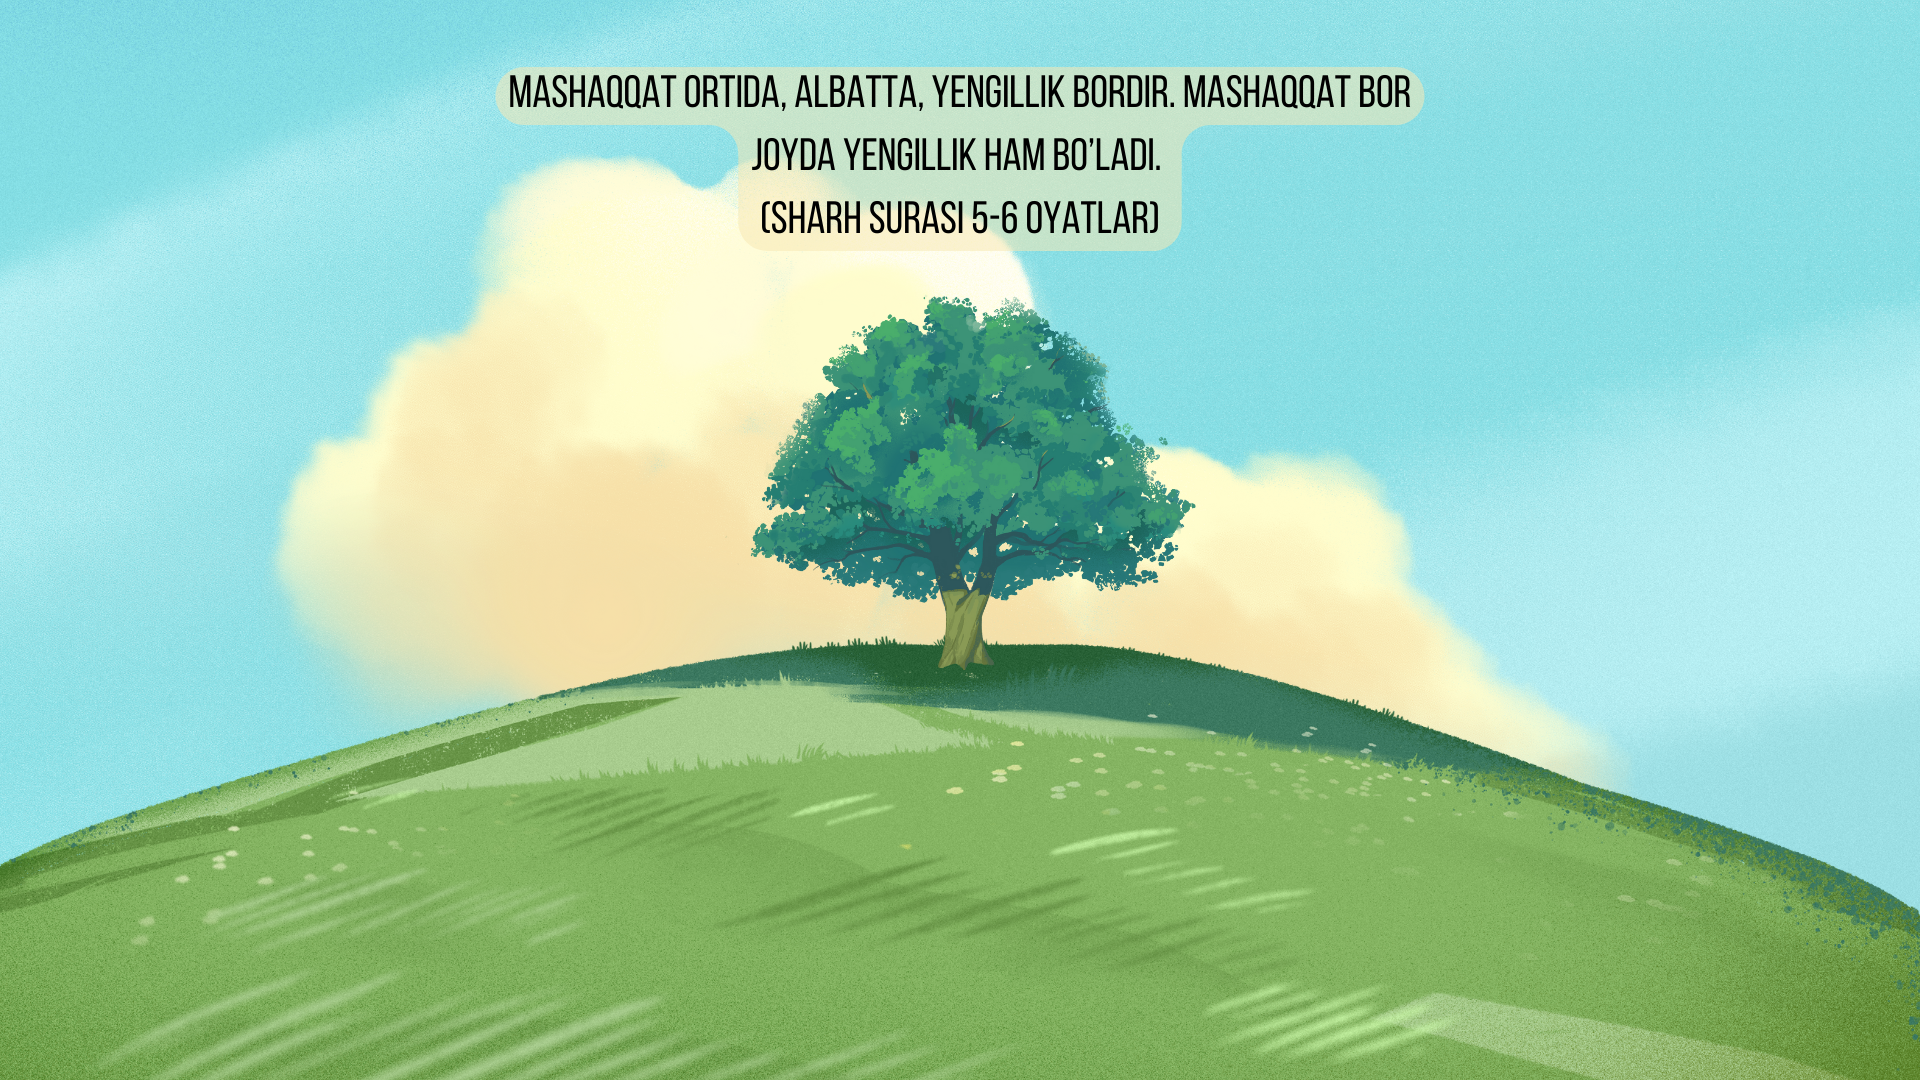 MASHAQQAT ORTIDA, ALBATTA, YENGILLIK BORDIR. MASHAQQAT BOR
JOYDA YENGILLIK HAM BO’LADI.
(SHARH SURASI 5-6 OYATLAR)